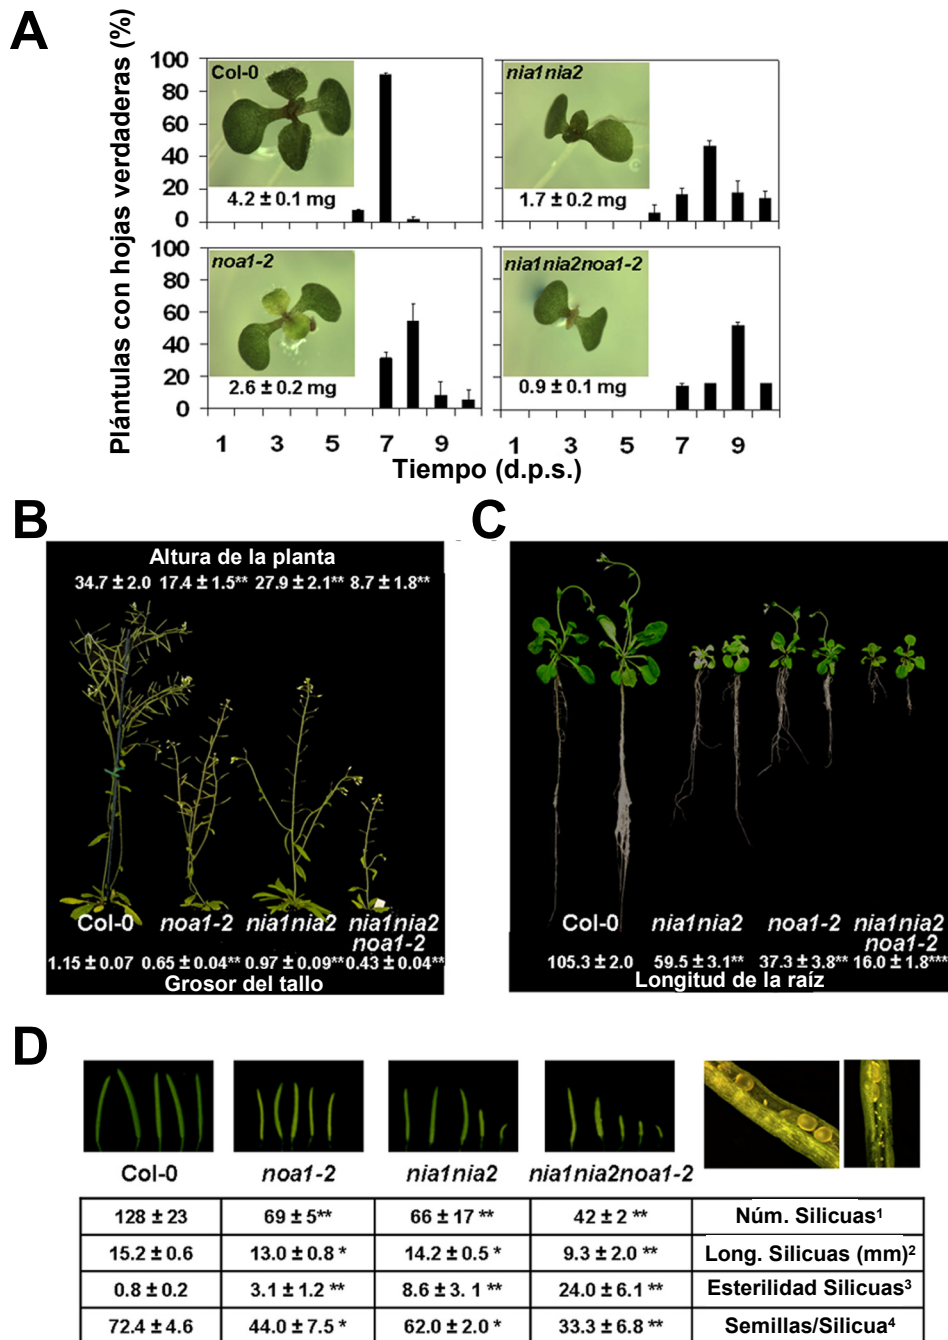 A
Plántulas con hojas verdaderas (%)
100
80
60
40
20
0
Col-0
4.2 ± 0.1 mg
nia1nia2
1.7 ± 0.2 mg
100
80
60
40
20
0
noa1-2
2.6 ± 0.2 mg
nia1nia2noa1-2
0.9 ± 0.1 mg
1 3 5 7 9 1 3 5 7 9
Tiempo (d.p.s.)
B
Altura de la planta
34.7 ± 2.0 17.4 ± 1.5** 27.9 ± 2.1** 8.7 ± 1.8**
Col-0 noa1-2 nia1nia2 nia1nia2
noa1-2
1.15 ± 0.07 0.65 ± 0.04** 0.97 ± 0.09** 0.43 ± 0.04**
Grosor del tallo
C
Col-0 nia1nia2 noa1-2 nia1nia2
noa1-2
105.3 ± 2.0 59.5 ± 3.1** 37.3 ± 3.8** 16.0 ± 1.8***
Longitud de la raíz
D
Col-0 noa1-2 nia1nia2 nia1nia2noa1-2
128 ± 23 69 ± 5** 66 ± 17 ** 42 ± 2 ** Núm. Silicuas¹
15.2 ± 0.6 13.0 ± 0.8 * 14.2 ± 0.5 * 9.3 ± 2.0 ** Long. Silicuas (mm)²
0.8 ± 0.2 3.1 ± 1.2 ** 8.6 ± 3. 1 ** 24.0 ± 6.1 ** Esterilidad Silicuas³
72.4 ± 4.6 44.0 ± 7.5 * 62.0 ± 2.0 * 33.3 ± 6.8 ** Semillas/Silicua⁴